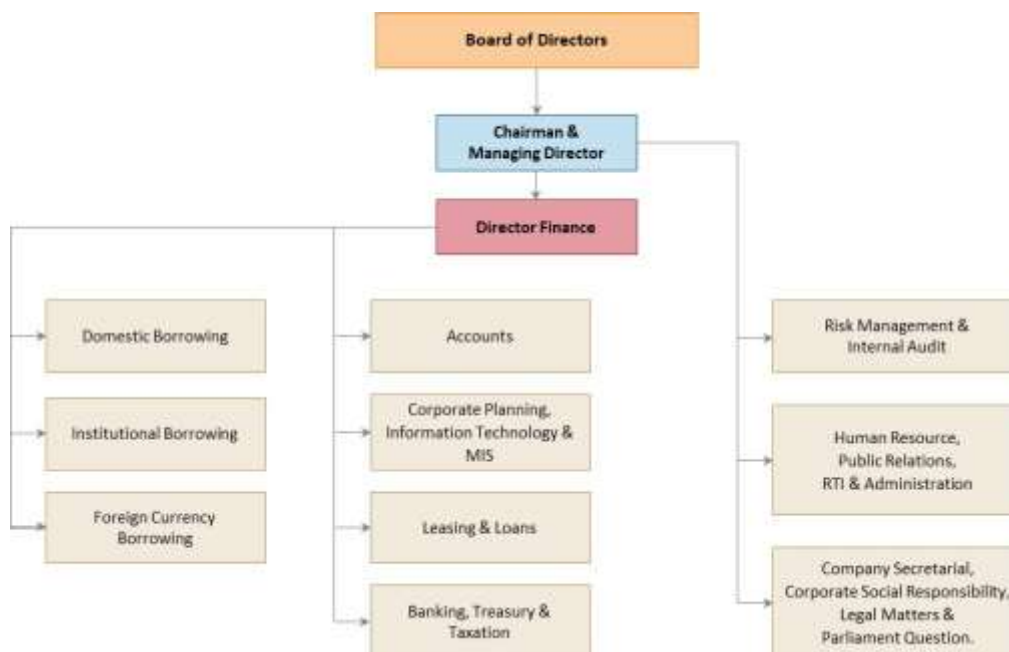 Board of Directors
Chairman &
Managing Director
Director Finance
Domestic Borrowing
Institutional Borrowing
Foreign Currency
Borrowing
Accounts
Corporate Planning,
Information Technology &
MIS
Leasing & Loans
Banking, Treasury &
Taxation
Risk Management &
Internal Audit
Human Resource,
Public Relations,
RTI & Administration
Company Secretarial,
Corporate Social Responsibility,
Legal Matters &
Parliament Question.